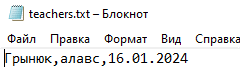 teachers.txt – Блокнот
Файл Правка Формат Вид Справка
Грынюк,алавс,16.01.2024